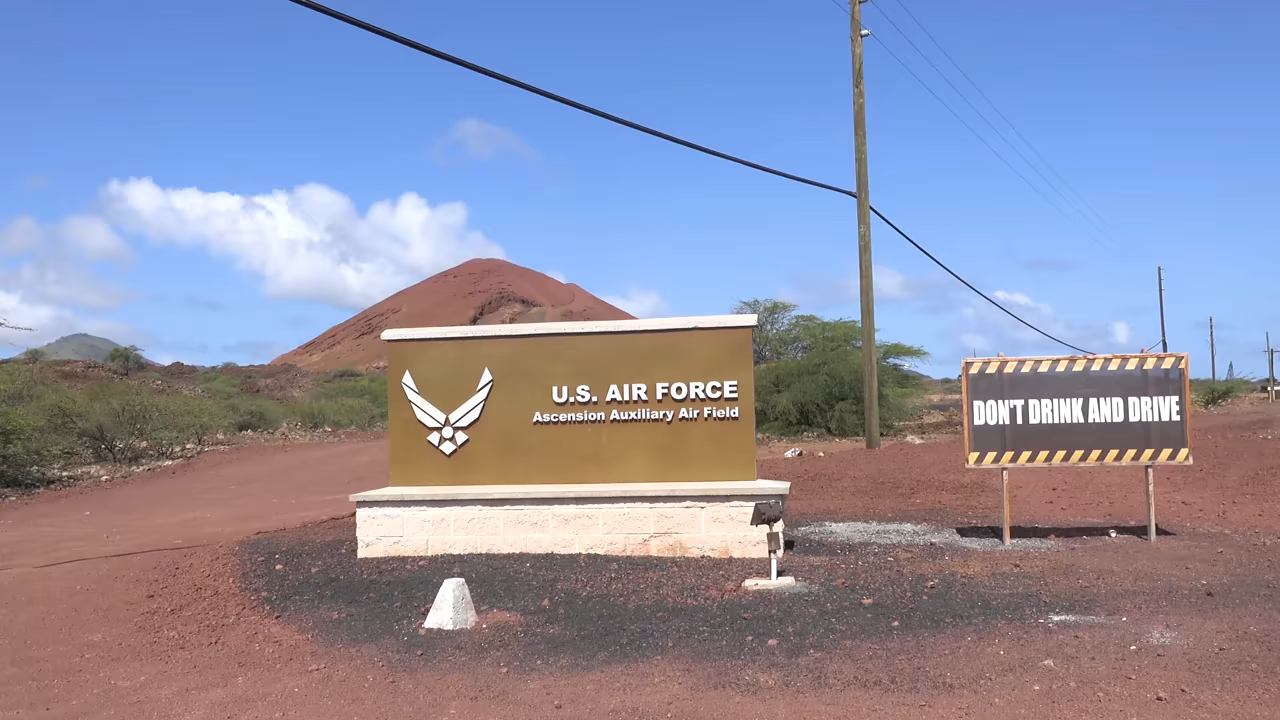 U.S. AIR FORCE
Ascension Auxiliary Air Field
DON'T DRINK AND DRIVE